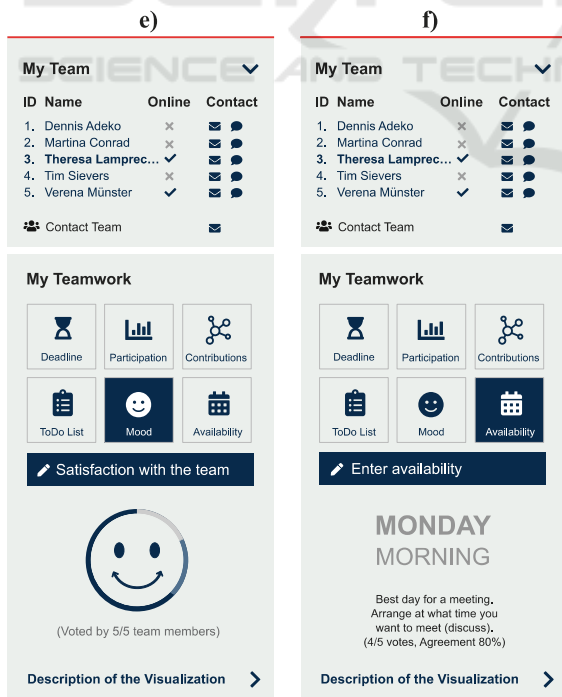 e)
My Team
ID Name Online Contact
1. Dennis Adeko
2. Martina Conrad
3. Theresa Lamprec...
4. Tim Sievers
5. Verena Münster
Contact Team
My Teamwork
Deadline Participation Contributions
ToDo List Mood Availability
Satisfaction with the team
(Voted by 5/5 team members)
Description of the Visualization
f)
My Team
ID Name Online Contact
1. Dennis Adeko
2. Martina Conrad
3. Theresa Lamprec...
4. Tim Sievers
5. Verena Münster
Contact Team
My Teamwork
Deadline Participation Contributions
ToDo List Mood Availability
Enter availability
MONDAY
MORNING
Best day for a meeting.
Arrange at what time you
want to meet (discuss).
(4/5 votes, Agreement 80%)
Description of the Visualization
SCIENCE AND